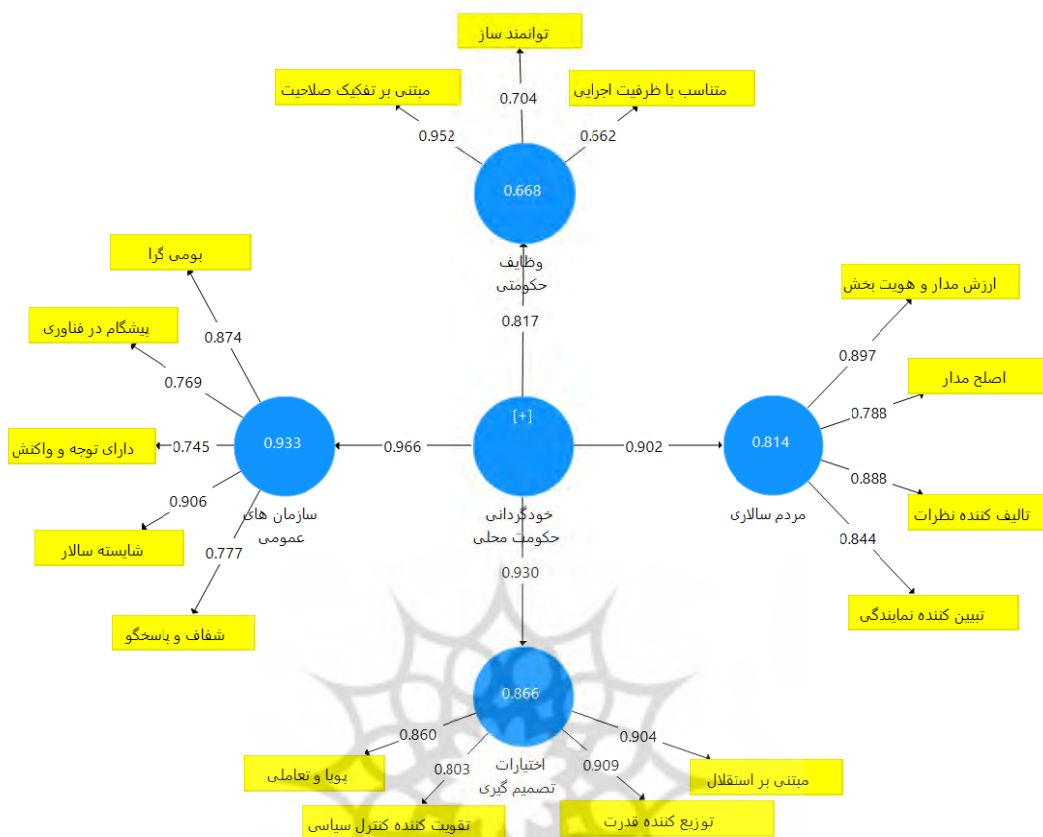 توانمند ساز
مبتنی بر تفکیک صلاحیت
متناسب با ظرفیت اجرایی
0.704
0.952
0.662
0.668
وظایف
حکومتی
0.817
بومی گرا
ارزش مدار و هویت بخش
پیشگام در فناوری
0.874
0.897
اصلح مدار
0.769
0.788
[+]
دارای توجه و واکنش
0.745
0.933
0.966
0.902
0.814
0.906
0.888
تالیف کننده نظرات
سازمان های
عمومی
خودگردانی
حکومت محلی
مردم سالاری
شایسته سالار
0.777
0.844
0.930
شفاف و پاسخگو
تبیین کننده نمایندگی
0.866
0.860
0.904
0.803
0.909
پویا و تعاملی
اختیارات
تصمیم گیری
مبتنی بر استقلال
تقویت کننده کنترل سیاسی
توزیع کننده قدرت